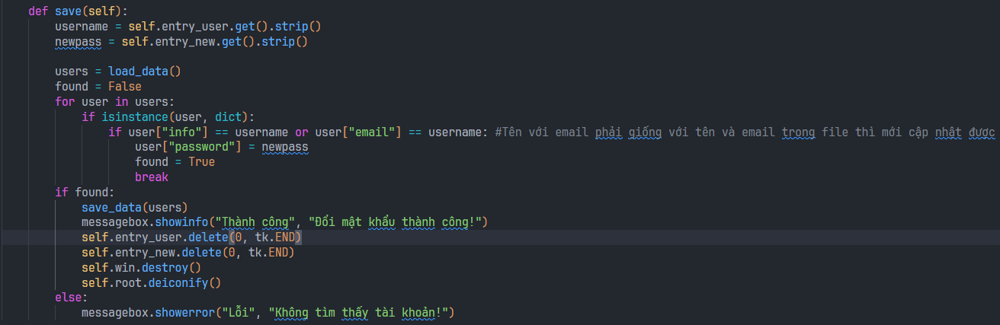 def save(self):
    username = self.entry_user.get().strip()
    newpass = self.entry_new.get().strip()

    users = load_data()
    found = False
    for user in users:
        if isinstance(user, dict):
            if user["info"] == username or user["email"] == username: #Tên với email phải giống với tên và email trong file thì mới cập nhật được
                user["password"] = newpass
                found = True
                break
    if found:
        save_data(users)
        messagebox.showinfo("Thành công", "Đổi mật khẩu thành công!")
        self.entry_user.delete(0, tk.END)
        self.entry_new.delete(0, tk.END)
        self.win.destroy()
        self.root.deiconify()
    else:
        messagebox.showerror("Lỗi", "Không tìm thấy tài khoản!")